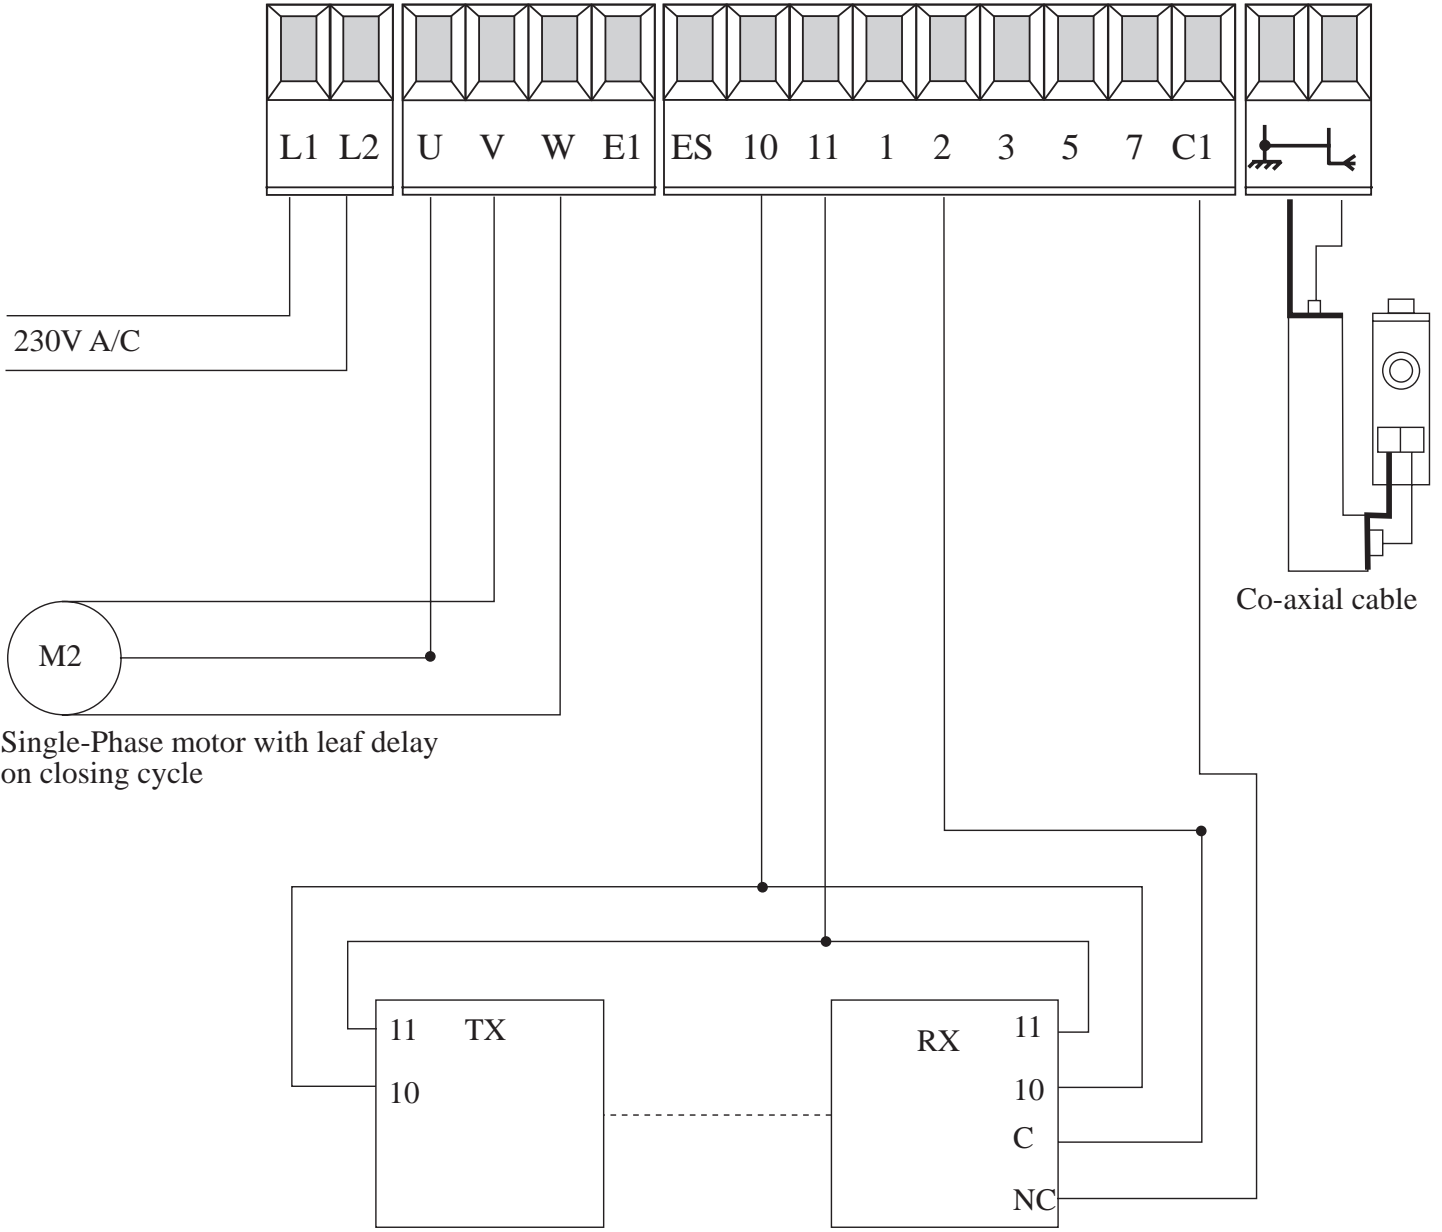 L1 L2 U V W E1 ES 10 11 1 2 3 5 7 C1
230V A/C
Co-axial cable
M2
Single-Phase motor with leaf delay
on closing cycle
11 TX
10
RX 11
10
C
NC